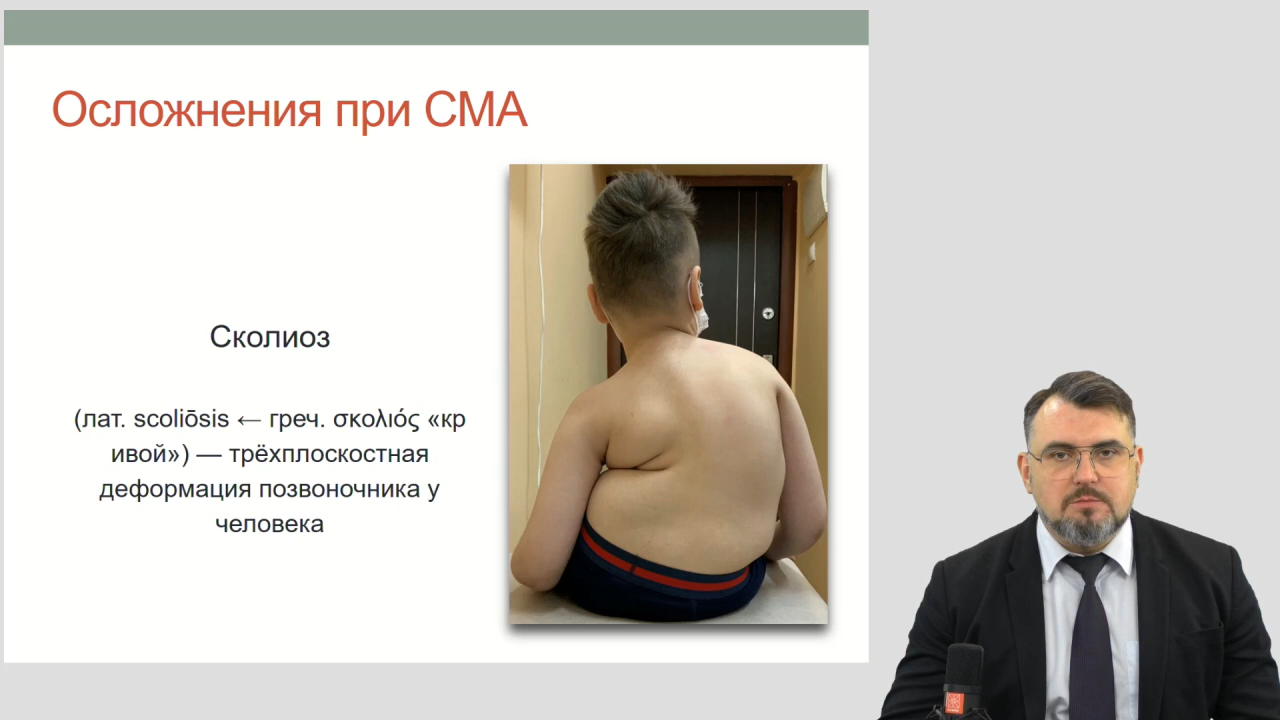 Осложнения при СМА
Сколиоз
(лат. scoliōsis ← греч. σκολιός «кр
ивой») — трёхплоскостная
деформация позвоночника у
человека